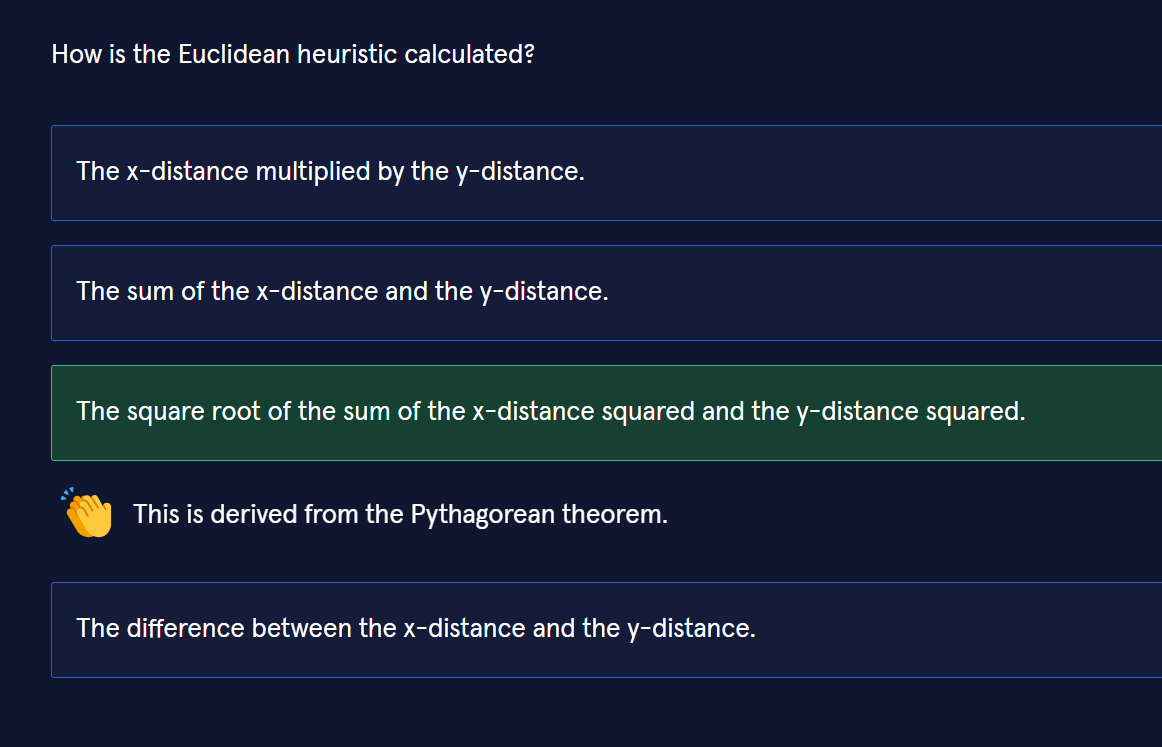 How is the Euclidean heuristic calculated?
The x-distance multiplied by the y-distance.
The sum of the x-distance and the y-distance.
The square root of the sum of the x-distance squared and the y-distance squared.
This is derived from the Pythagorean theorem.
The difference between the x-distance and the y-distance.